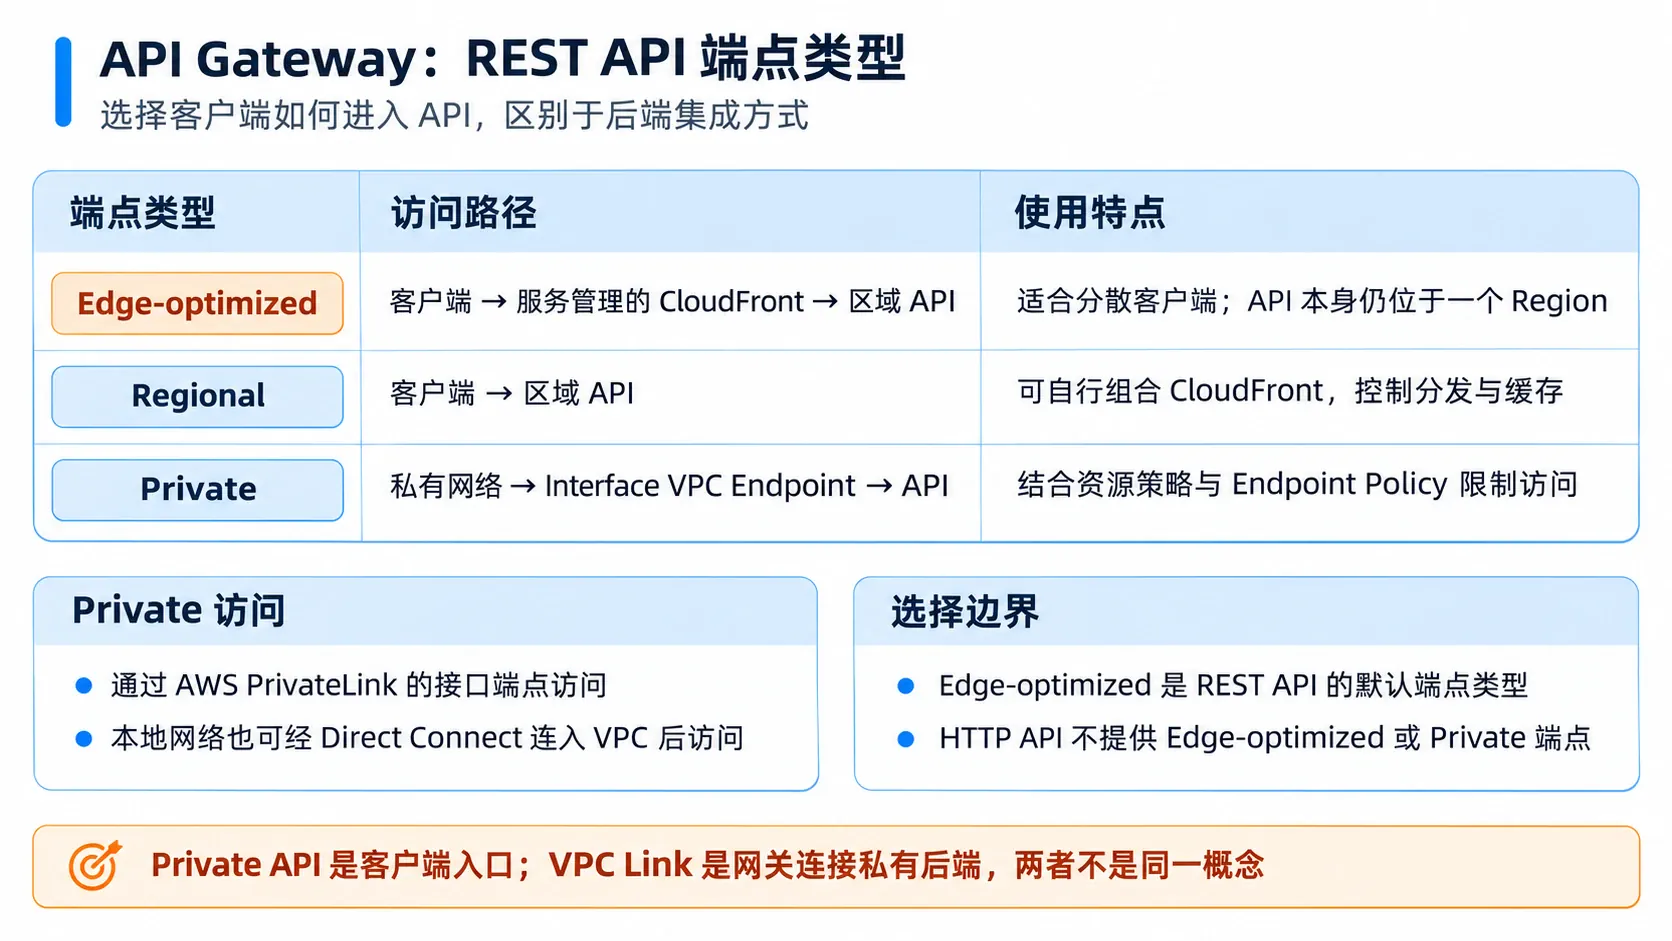 API Gateway：REST API 端点类型
选择客户端如何进入 API，区别于后端集成方式
端点类型
访问路径
使用特点
Edge-optimized
客户端 → 服务管理的 CloudFront → 区域 API
适合分散客户端；API 本身仍位于一个 Region
Regional
客户端 → 区域 API
可自行组合 CloudFront，控制分发与缓存
Private
私有网络 → Interface VPC Endpoint → API
结合资源策略与 Endpoint Policy 限制访问
Private 访问
通过 AWS PrivateLink 的接口端点访问
本地网络也可经 Direct Connect 连入 VPC 后访问
选择边界
Edge-optimized 是 REST API 的默认端点类型
HTTP API 不提供 Edge-optimized 或 Private 端点
Private API 是客户端入口；VPC Link 是网关连接私有后端，两者不是同一概念